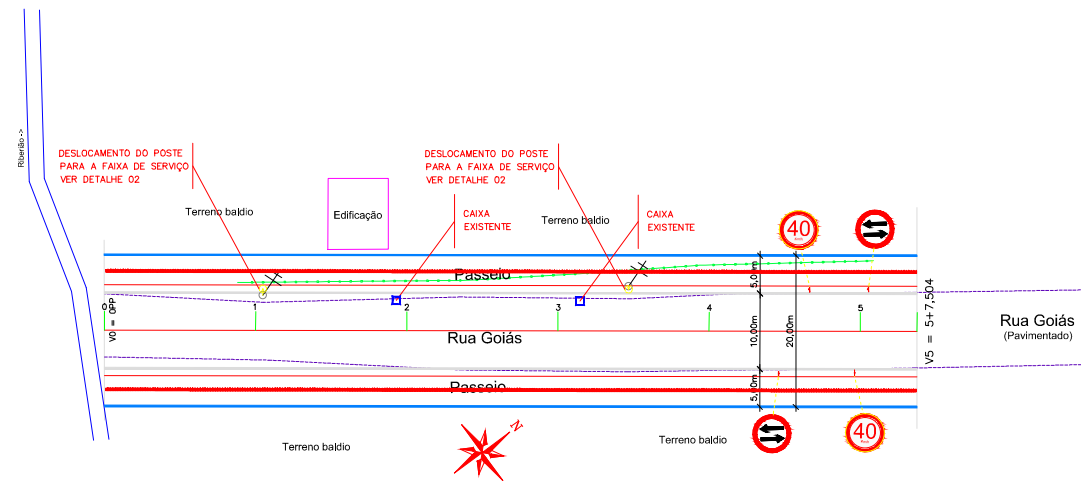 Riberião ->
DESLOCAMENTO DO POSTE
PARA A FAIXA DE SERVIÇO
VER DETALHE 02
Terreno baldio
Edificação
CAIXA
EXISTENTE
DESLOCAMENTO DO POSTE
PARA A FAIXA DE SERVIÇO
VER DETALHE 02
Terreno baldio
CAIXA
EXISTENTE
40
Passeio
5,00m
0
1
2
3
4
5
V0 = 0PP
Rua Goiás
10,00m
20,00m
V5 = 5+7,504
Rua Goiás
(Pavimentado)
Passeio
5,00m
Terreno baldio
N
Terreno baldio
40